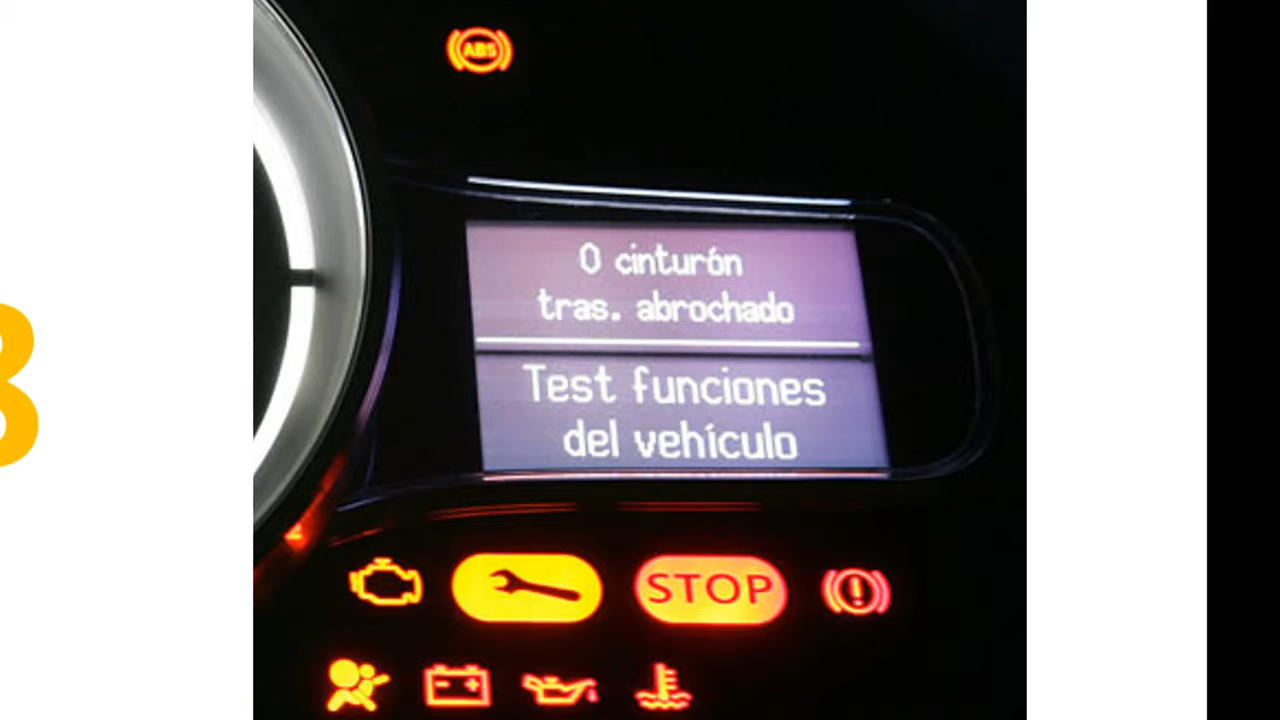 ABS
0 cinturón
tras. abrochado
Test funciones
del vehículo
STOP